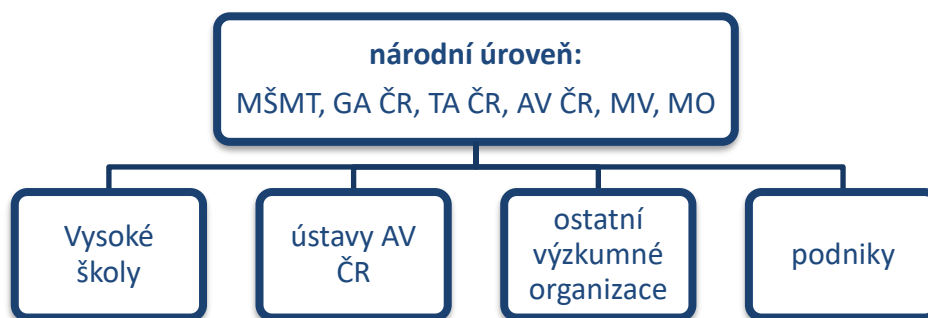 národní úroveň:
MŠMT, GA ČR, TA ČR, AV ČR, MV, MO
Vysoké
školy
ústavy AV
ČR
ostatní
výzkumné
organizace
podniky